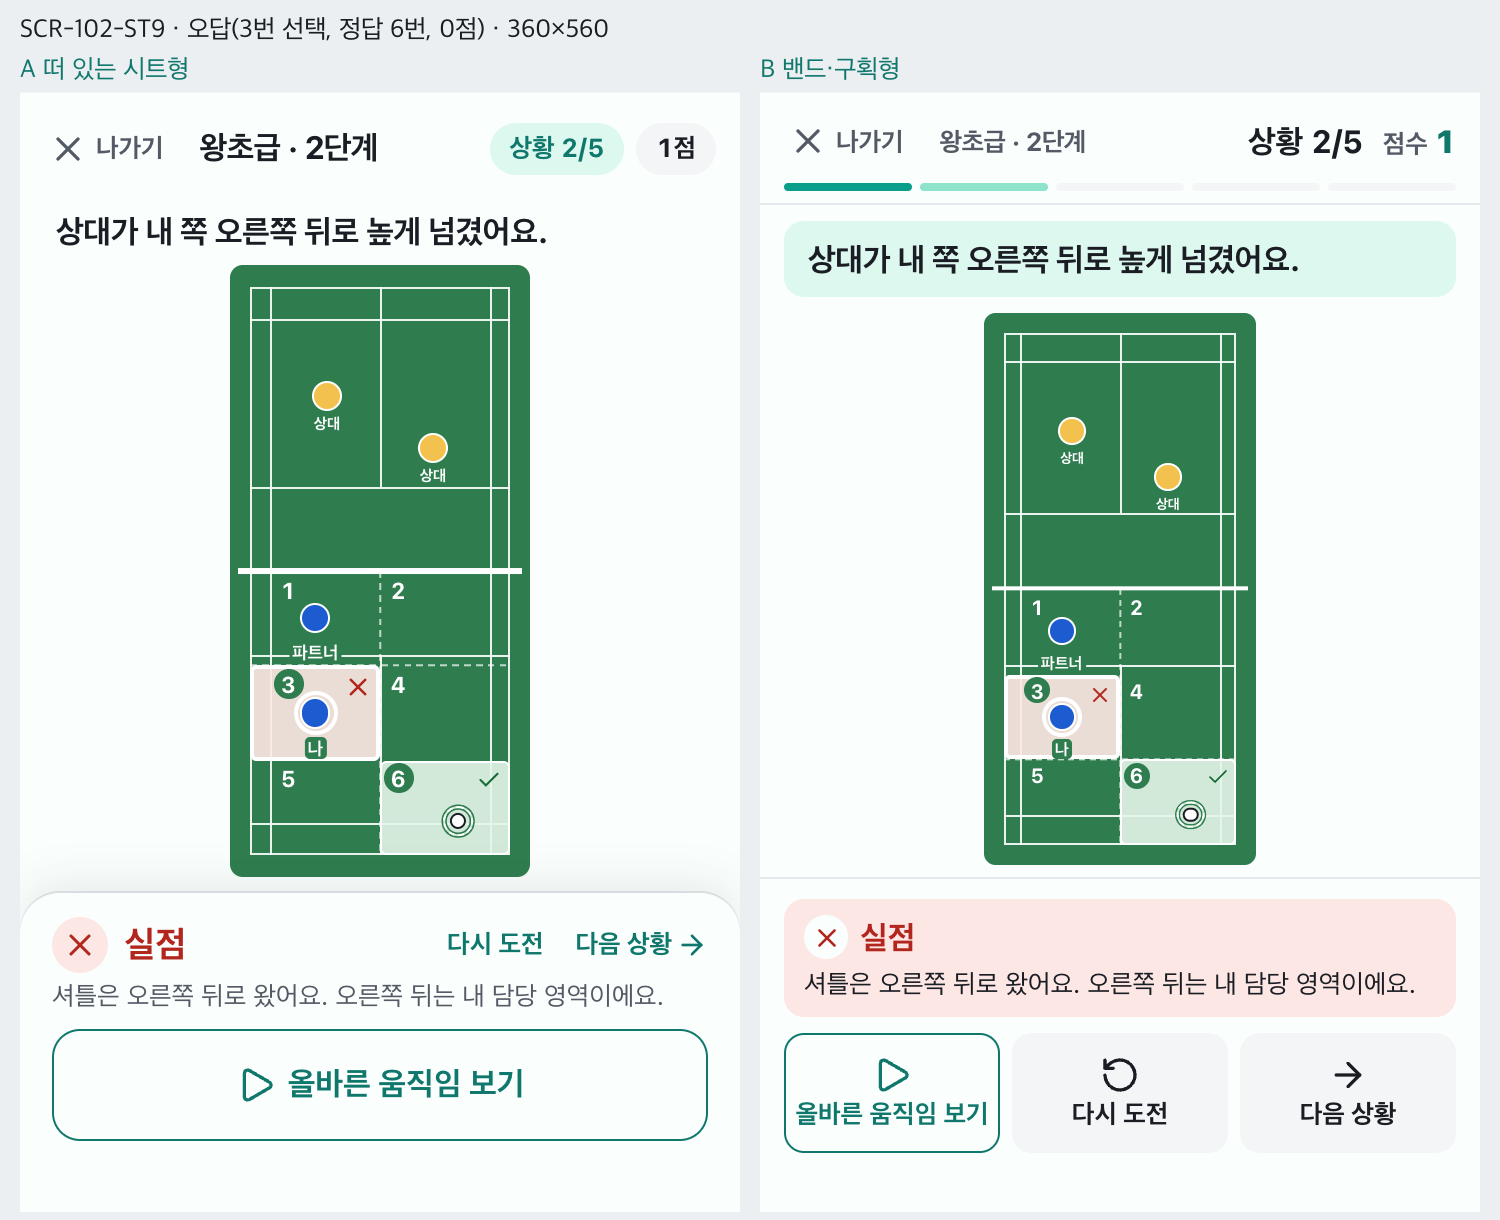 SCR-102-ST9 · 오답(3번 선택, 정답 6번, 0점) · 360×560
A 떠 있는 시트형
나가기 왕초급 · 2단계 상황 2/5 1점
상대가 내 쪽 오른쪽 뒤로 높게 넘겼어요.
상대
상대
1 2
파트너
3 4
나
5 6
실점 다시 도전 다음 상황
셔틀은 오른쪽 뒤로 왔어요. 오른쪽 뒤는 내 담당 영역이에요.
올바른 움직임 보기
B 밴드·구획형
나가기 왕초급 · 2단계 상황 2/5 점수 1
상대가 내 쪽 오른쪽 뒤로 높게 넘겼어요.
상대
상대
1 2
파트너
3 4
나
5 6
실점
셔틀은 오른쪽 뒤로 왔어요. 오른쪽 뒤는 내 담당 영역이에요.
올바른 움직임 보기 다시 도전 다음 상황